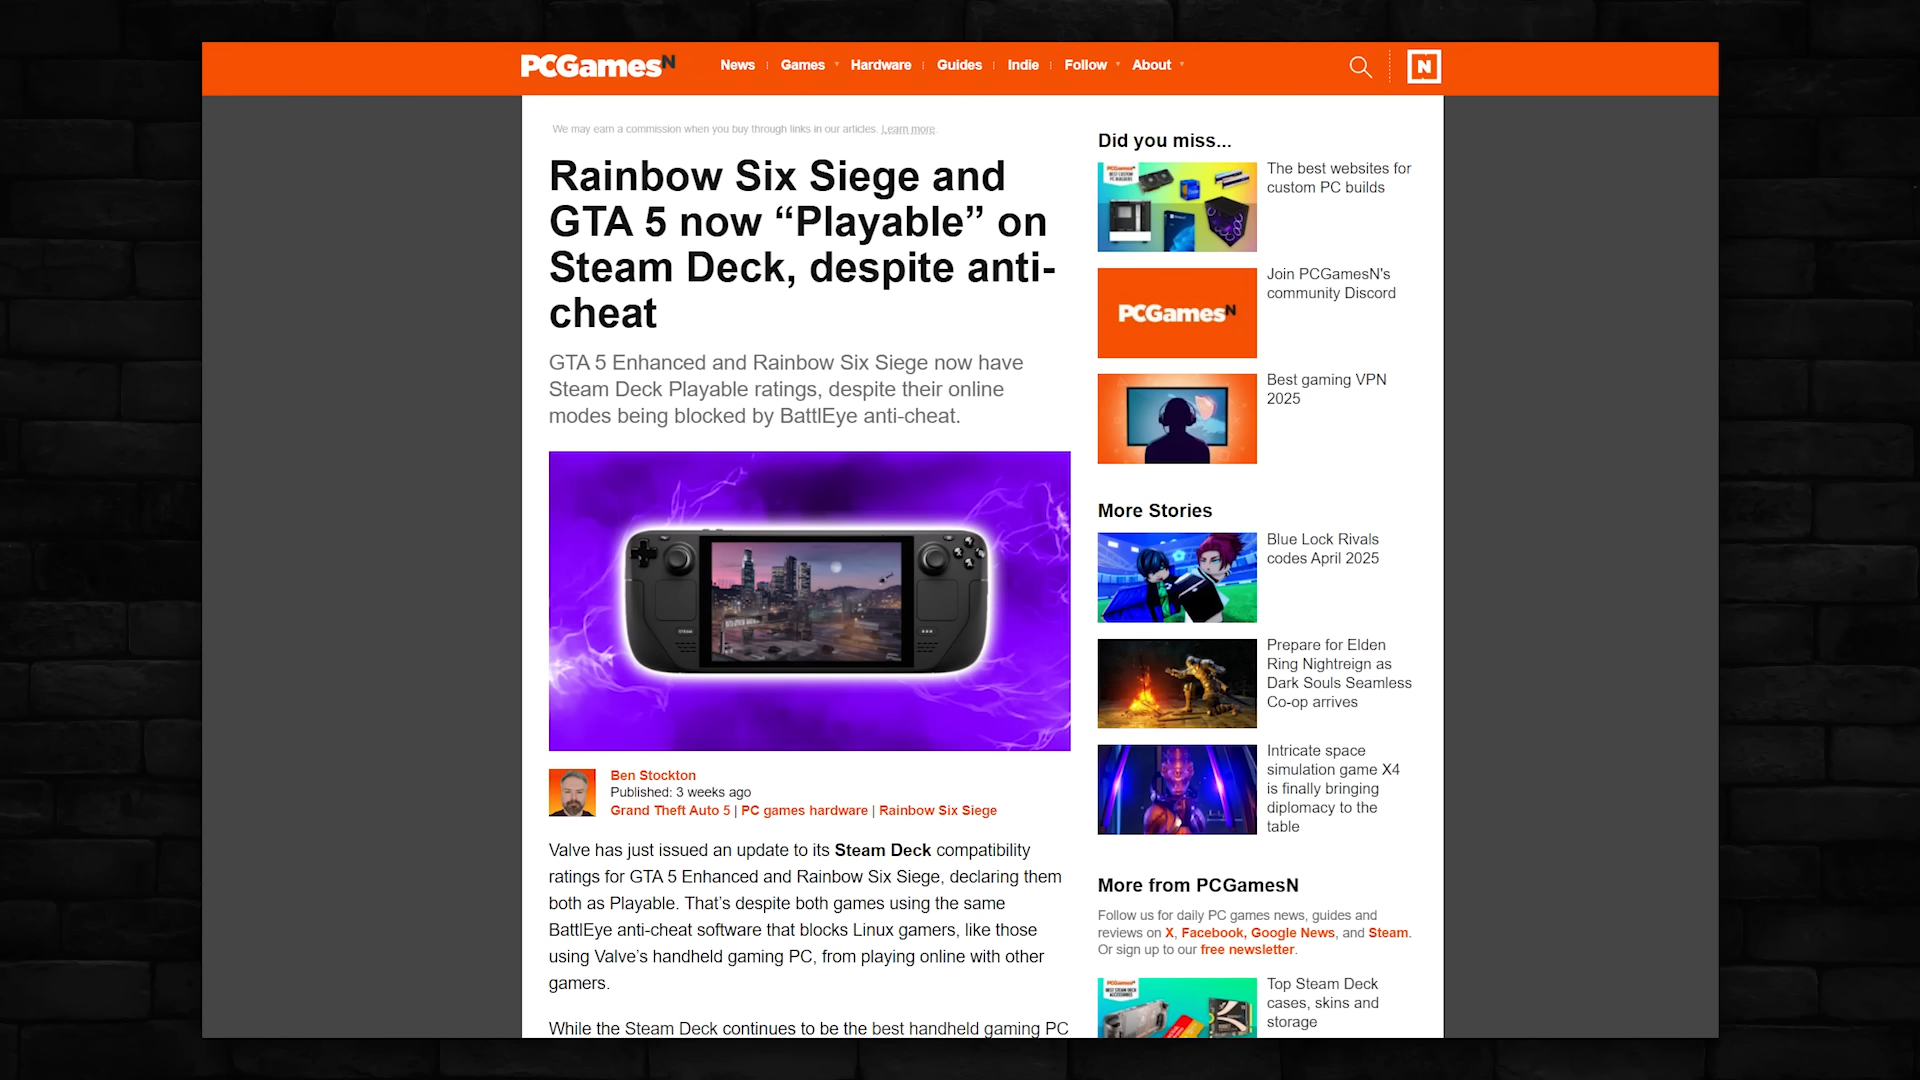 PCGamesN
News
Games
Hardware
Guides
Indie
Follow
About
N
We may earn a commission when you buy through links in our articles. Learn more.
Rainbow Six Siege and
GTA 5 now “Playable” on
Steam Deck, despite anti-
cheat
GTA 5 Enhanced and Rainbow Six Siege now have
Steam Deck Playable ratings, despite their online
modes being blocked by BattlEye anti-cheat.
STEAM
Ben Stockton
Published: 3 weeks ago
Grand Theft Auto 5 | PC games hardware | Rainbow Six Siege
Valve has just issued an update to its Steam Deck compatibility
ratings for GTA 5 Enhanced and Rainbow Six Siege, declaring them
both as Playable. That’s despite both games using the same
BattlEye anti-cheat software that blocks Linux gamers, like those
using Valve’s handheld gaming PC, from playing online with other
gamers.
While the Steam Deck continues to be the best handheld gaming PC
Did you miss...
PCGamesN
BEST CUSTOM
PC BUILDERS
The best websites for
custom PC builds
PCGamesN
Join PCGamesN's
community Discord
Best gaming VPN
2025
More Stories
Blue Lock Rivals
codes April 2025
Prepare for Elden
Ring Nightreign as
Dark Souls Seamless
Co-op arrives
Intricate space
simulation game X4
is finally bringing
diplomacy to the
table
More from PCGamesN
Follow us for daily PC games news, guides and
reviews on X, Facebook, Google News, and Steam.
Or sign up to our free newsletter.
PCGamesN
BEST STEAM DECK
ACCESSORIES
Top Steam Deck
cases, skins and
storage